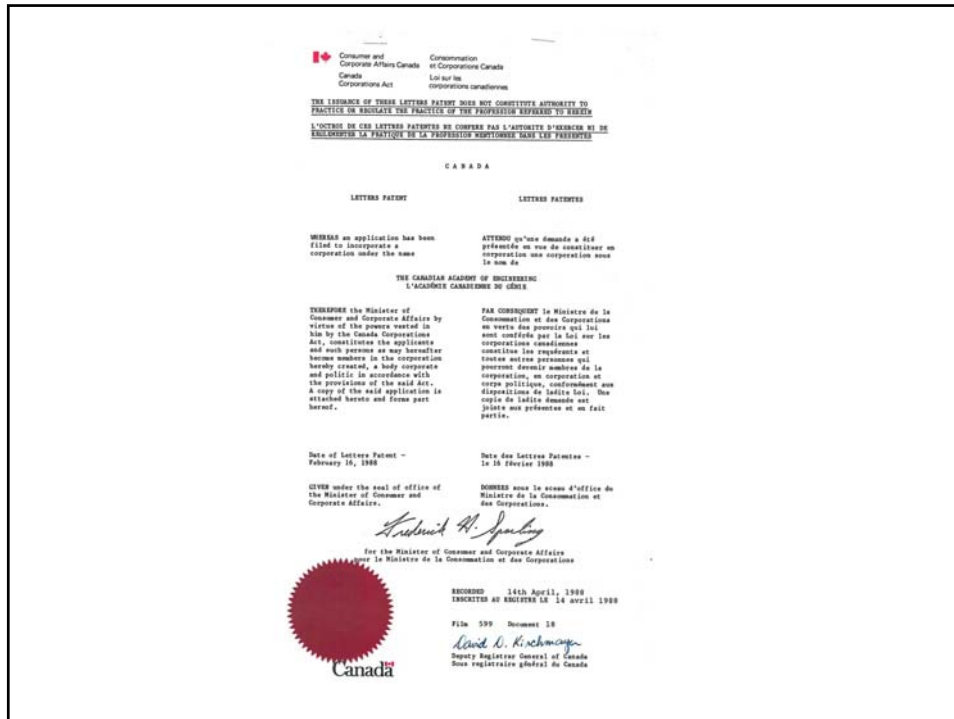 Consumer and
Corporate Affairs Canada
Consommation
et Corporations Canada
Canada
Corporations Act
Loi sur les
corporations canadiennes
THE ISSUANCE OF THESE LETTERS PATENT DOES NOT CONSTITUTE AUTHORITY TO
PRACTICE OR REGULATE THE PRACTICE OF THE PROFESSION REFERRED TO HEREIN
L'OCTROI DE CES LETTRES PATENTES NE CONFERE PAS L'AUTORITE D'EXERCER NI DE
REGLEMENTER LA PRATIQUE DE LA PROFESSION MENTIONNEE DANS LES PRESENTES
C A N A D A
LETTERS PATENT
LETTRES PATENTES
WHEREAS an application has been
filed to incorporate a
corporation under the name
ATTENDU qu'une demande a été
présentée en vue de constituer en
corporation une corporation sous
le nom de
THE CANADIAN ACADEMY OF ENGINEERING
L'ACADÉMIE CANADIENNE DU GÉNIE
THEREFORE the Minister of
Consumer and Corporate Affairs by
virtue of the powers vested in
him by the Canada Corporations
Act, constitutes the applicants
and such persons as may hereafter
become members in the corporation
hereby created, a body corporate
and politic in accordance with
the provisions of the said Act.
A copy of the said application is
attached hereto and forms part
hereof.
PAR CONSEQUENT le Ministre de la
Consommation et des Corporations
en vertu des pouvoirs qui lui
sont conférés par le Loi sur les
corporations canadiennes
constitue les requérants et
toutes autres personnes qui
pourront devenir membres de la
corporation, en corporation et
corps politique, conformément aux
dispositions de ladite Loi. Une
copie de ladite demande est
jointe aux présentes et en fait
partie.
Date of Letters Patent -
February 16, 1988
Date des Lettres Patentes -
le 16 février 1988
GIVEN under the seal of office of
the Minister of Consumer and
Corporate Affairs.
DONNEES sous le sceau d'office du
Ministre de la Consommation et
des Corporations.
Frederick H. Sparling
for the Minister of Consumer and Corporate Affairs
pour le Ministre de la Consommation et des Corporations
RECORDED 14th April, 1988
INSCRITES AU REGISTRE LE 14 avril 1988
Film 599 Document 18
David D. Kirchmayer
Deputy Registrar General of Canada
Sous registraire général du Canada
Canada